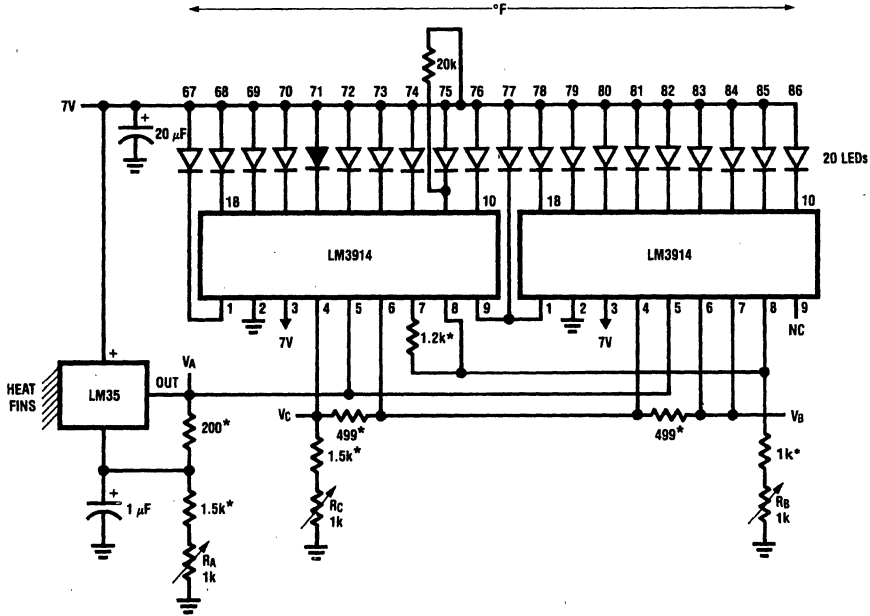 °F
20k
67 68 69 70 71 72 73 74 75 76 77 78 79 80 81 82 83 84 85 86
7V
+
20 µF
20 LEDs
18 10 18 10
LM3914 LM3914
1 2 3 4 5 6 7 8 9 1 2 3 4 5 6 7 8 9
7V 1.2k* 7V NC
+
HEAT
FINS
LM35
OUT
VA
VC VB
200* 499* 499*
1.5k* 1k*
+
1 µF
1.5k*
RC
1k
RB
1k
RA
1k